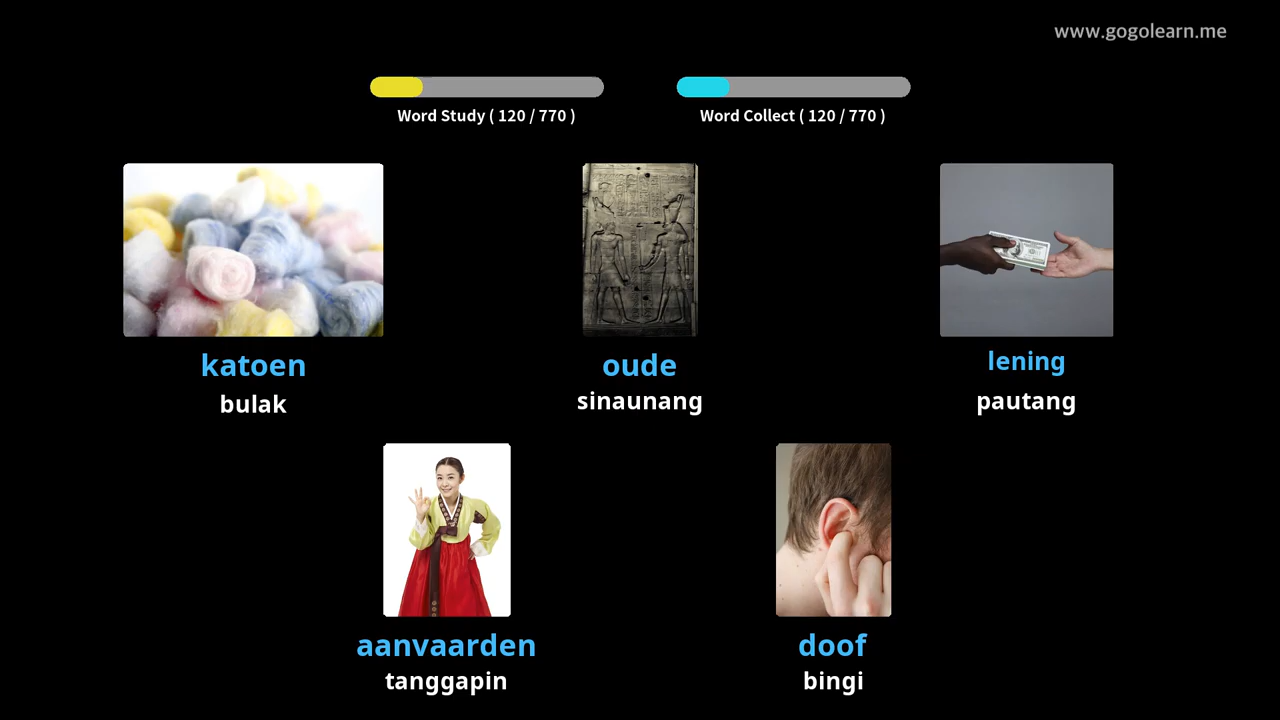 www.gogolearn.me
Word Study ( 120 / 770 )
Word Collect ( 120 / 770 )
katoen
bulak
oude
sinaunang
lening
pautang
aanvaarden
tanggapin
doof
bingi